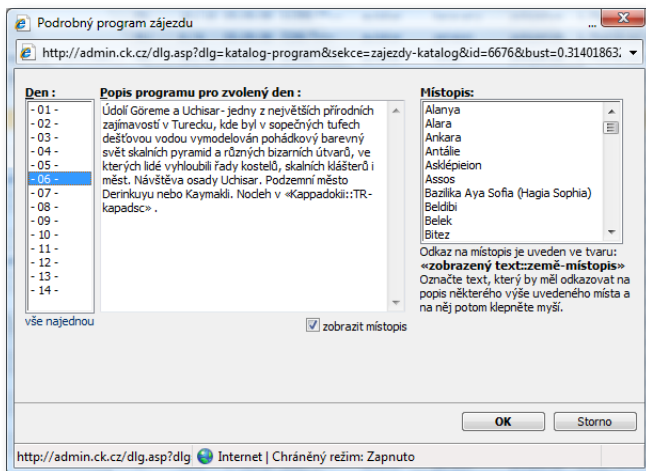 Podrobný program zájezdu
...
http://admin.ck.cz/dlg.asp?dlg=katalog-program&sekce=zajezdy-katalog&id=6676&bust=0.31401863
Den :
- 01 -
- 02 -
- 03 -
- 04 -
- 05 -
- 06 -
- 07 -
- 08 -
- 09 -
- 10 -
- 11 -
- 12 -
- 13 -
- 14 -
vše najednou
Popis programu pro zvolený den :
Údolí Göreme a Uchisar- jedny z největších přírodních
zajímavostí v Turecku, kde byl v sopečných tufech
dešťovou vodou vymodelován pohádkový barevný
svět skalních pyramid a různých bizarních útvarů, ve
kterých lidé vyhloubili řady kostelů, skalních klášterů i
měst. Návštěva osady Uchisar. Podzemní město
Derinkuyu nebo Kaymakli. Nocleh v «Kappadokii::TR-
kapadsc» .
zobrazit místopis
Místopis:
Alanya
Alara
Ankara
Antálie
Asklépieion
Assos
Bazilika Aya Sofia (Hagia Sophia)
Beldibi
Belek
Bitez
Odkaz na místopis je uveden ve tvaru:
«zobrazený text::země-místopis»
Označte text, který by měl odkazovat na
popis některého výše uvedeného místa a
na něj potom klepněte myší.
OK
Storno
http://admin.ck.cz/dlg.asp?dlg
Internet | Chráněný režim: Zapnuto